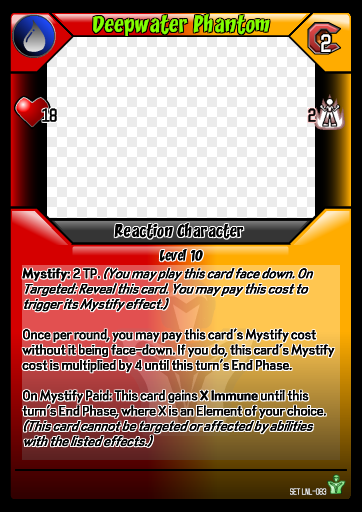 Deepwater Phantom
2
18
2
Reaction Character
Level 10
Mystify: 2 TP. (You may play this card face down. On
Targeted: Reveal this card. You may pay this cost to
trigger its Mystify effect.)
Once per round, you may pay this card's Mystify cost
without it being face-down. If you do, this card's Mystify
cost is multiplied by 4 until this turn's End Phase.
On Mystify Paid: This card gains X Immune until this
turn's End Phase, where X is an Element of your choice.
(This card cannot be targeted or affected by abilities
with the listed effects.)
SET LNL-083